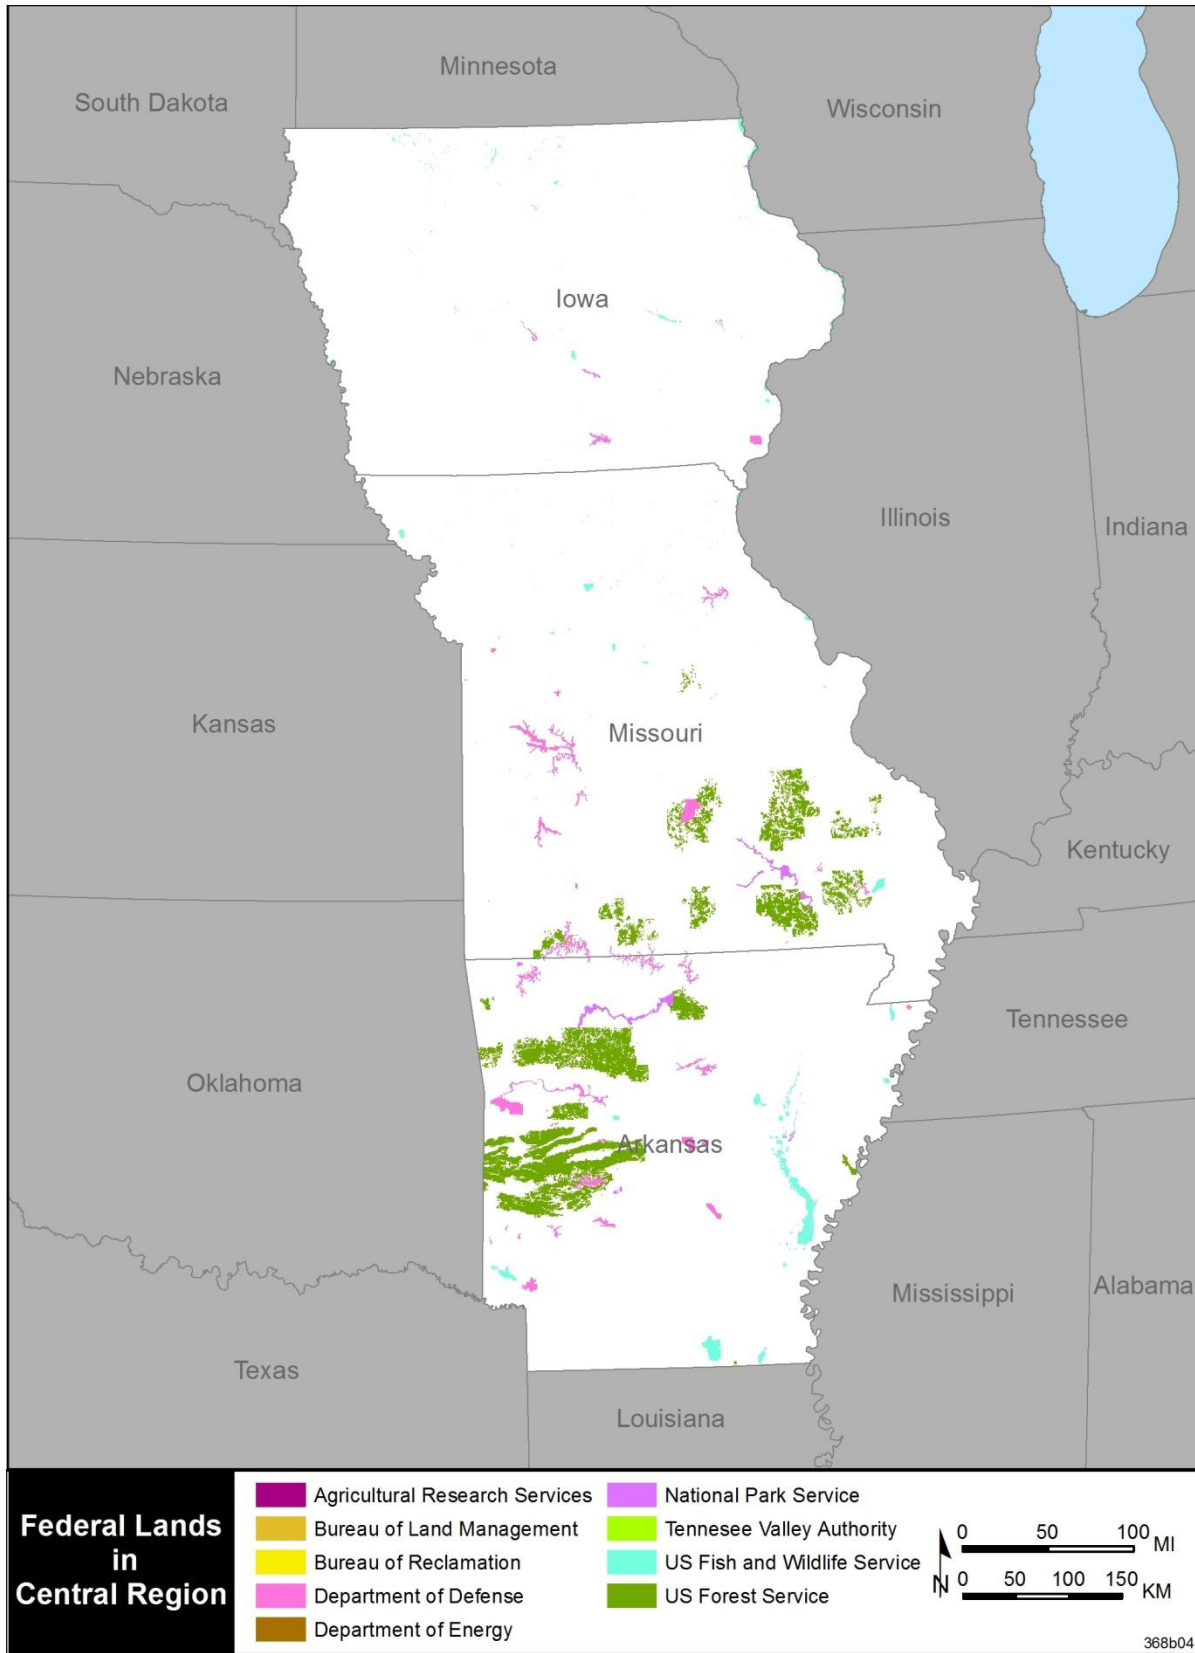 Minnesota
South Dakota
Wisconsin
Iowa
Nebraska
Illinois
Indiana
Kansas
Missouri
Kentucky
Tennessee
Oklahoma
Arkansas
Mississippi
Alabama
Texas
Louisiana
Federal Lands
in
Central Region
Agricultural Research Services
Bureau of Land Management
Bureau of Reclamation
Department of Defense
Department of Energy
National Park Service
Tennesee Valley Authority
US Fish and Wildlife Service
US Forest Service
N
0 50 100 MI
0 50 100 150 KM
368b04